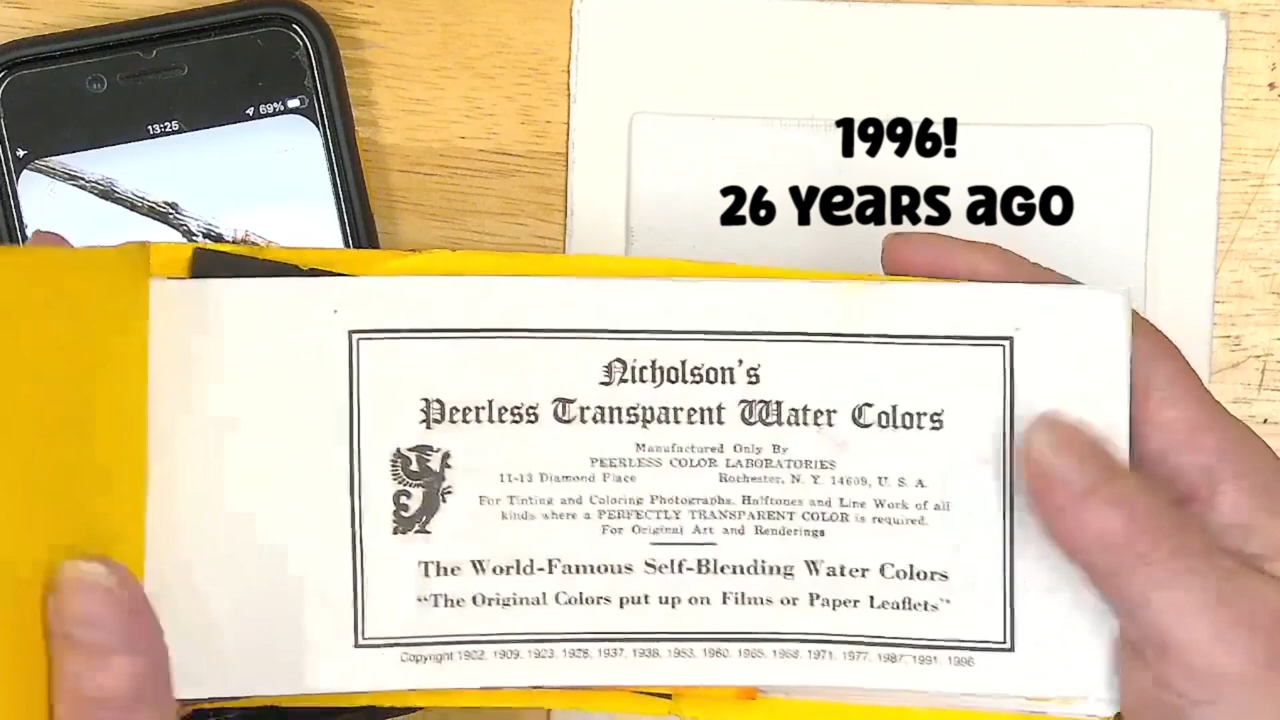 13:25
69%
1996!
26 Years ago
Nicholson's
Peerless Transparent Water Colors
Manufactured Only By
PEERLESS COLOR LABORATORIES
11-13 Diamond Place Rochester, N. Y. 14609, U. S. A.
For Tinting and Coloring Photographs, Halftones and Line Work of all
kinds where a PERFECTLY TRANSPARENT COLOR is required.
For Original Art and Renderings
The World-Famous Self-Blending Water Colors
"The Original Colors put up on Films or Paper Leaflets"
Copyright 1902, 1909, 1923, 1928, 1937, 1938, 1953, 1960, 1965, 1968, 1971, 1977, 1987, 1991, 1996